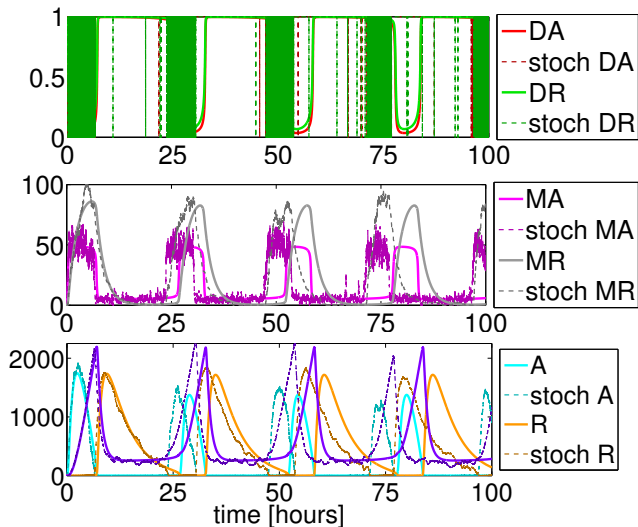 1
0.5
0
0 25 50 75 100
DA
stoch DA
DR
stoch DR
100
50
0
0 25 50 75 100
MA
stoch MA
MR
stoch MR
2000
1000
0
0 25 50 75 100
time [hours]
A
stoch A
R
stoch R